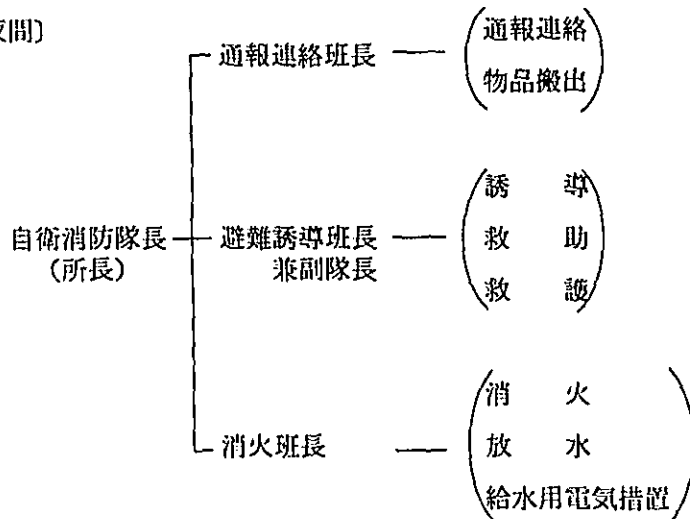 間〕
通報連絡班長
通報連絡
物品搬出
自衛消防隊長
(所長)
避難誘導班長
兼副隊長
誘　導
救　助
救　護
消火班長
消　火
放　水
給水用電気措置